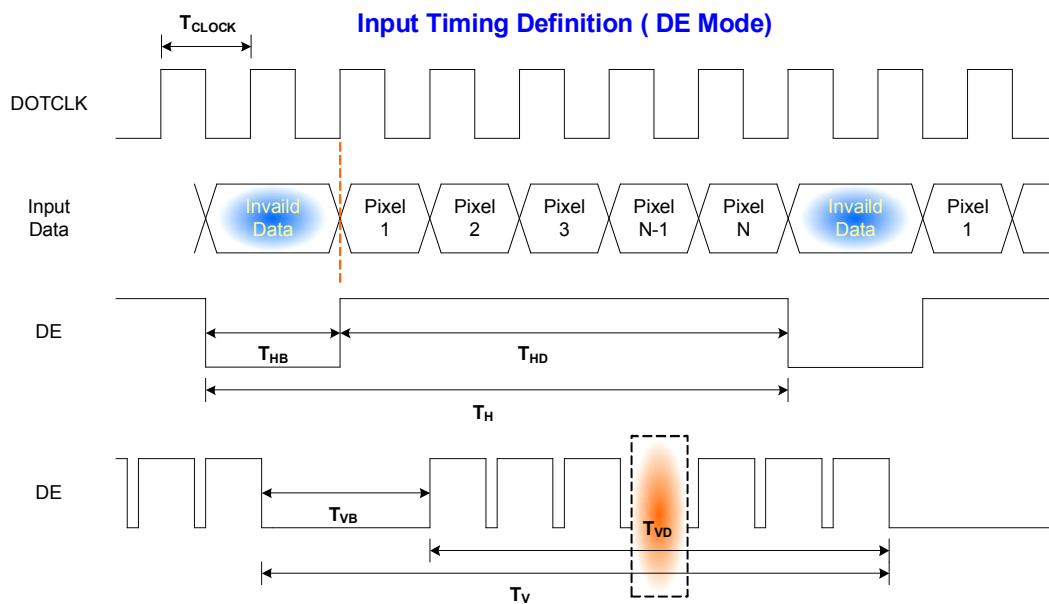 Input Timing Definition ( DE Mode)
TCLOCK
DOTCLK
Input
Data
Invaild
Data
Pixel
1
Pixel
2
Pixel
3
Pixel
N-1
Pixel
N
Invaild
Data
Pixel
1
DE
THB
THD
TH
DE
TVB
TVD
TV